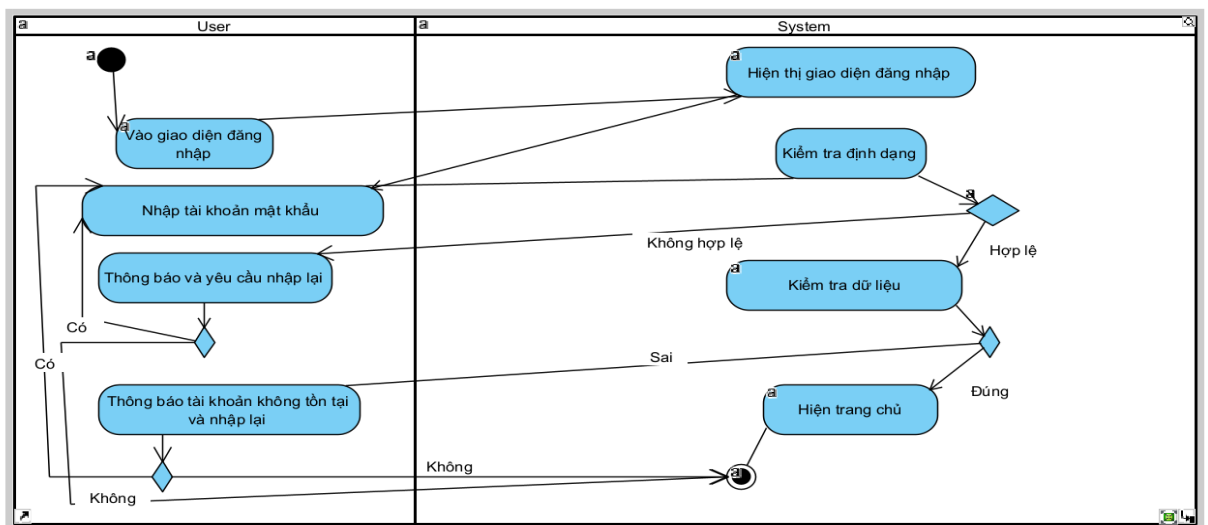 a User a System
a
a Hiện thị giao diện đăng nhập
a Vào giao diện đăng
nhập
Kiểm tra định dạng
a
Nhập tài khoản mật khẩu
Không hợp lệ
Hợp lệ
Thông báo và yêu cầu nhập lại
a Kiểm tra dữ liệu
Có
Có
Sai
Thông báo tài khoản không tồn tại
và nhập lại
Đúng
a Hiện trang chủ
Không
a
Không